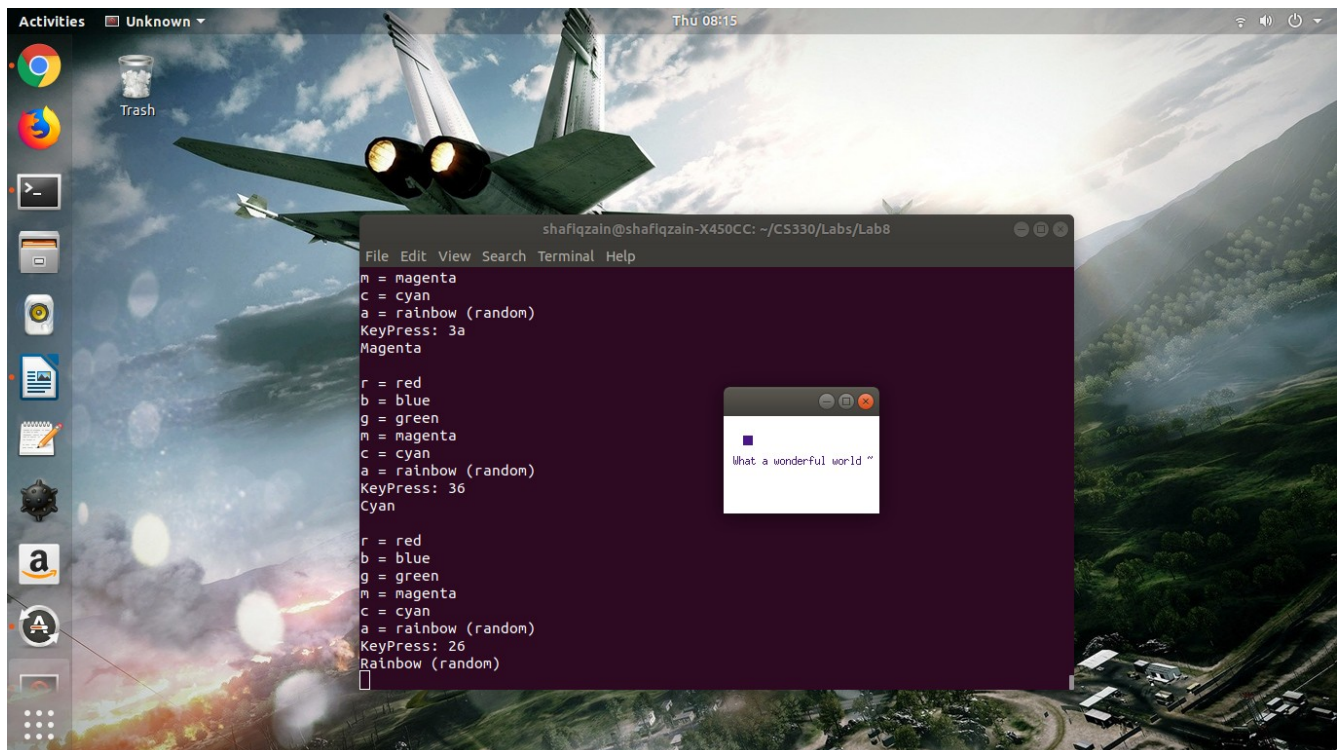 Activities Unknown Thu 08:15
Trash
shafiqzain@shafiqzain-X450CC: ~/CS330/Labs/Lab8
File Edit View Search Terminal Help
m = magenta
c = cyan
a = rainbow (random)
KeyPress: 3a
Magenta
r = red
b = blue
g = green
m = magenta
c = cyan
a = rainbow (random)
KeyPress: 36
Cyan
r = red
b = blue
g = green
m = magenta
c = cyan
a = rainbow (random)
KeyPress: 26
Rainbow (random)
What a wonderful world ~